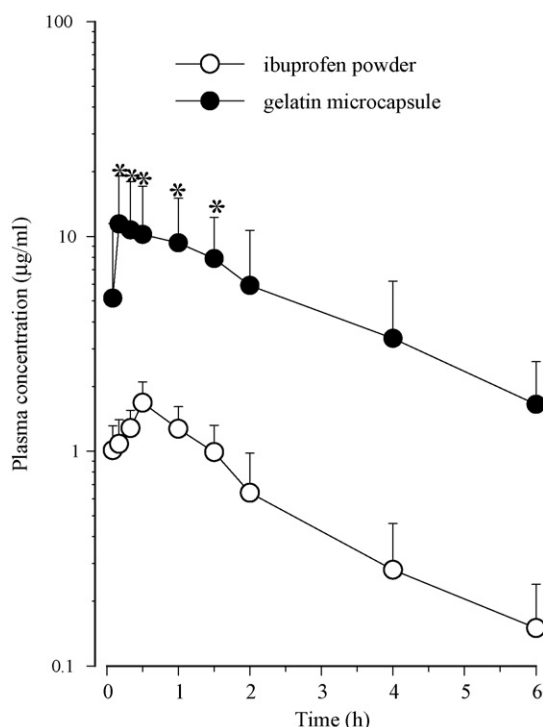 100
ibuprofen powder
gelatin microcapsule
* * * * *
10
Plasma concentration (μg/ml)
1
0.1
0 1 2 3 4 5 6
Time (h)